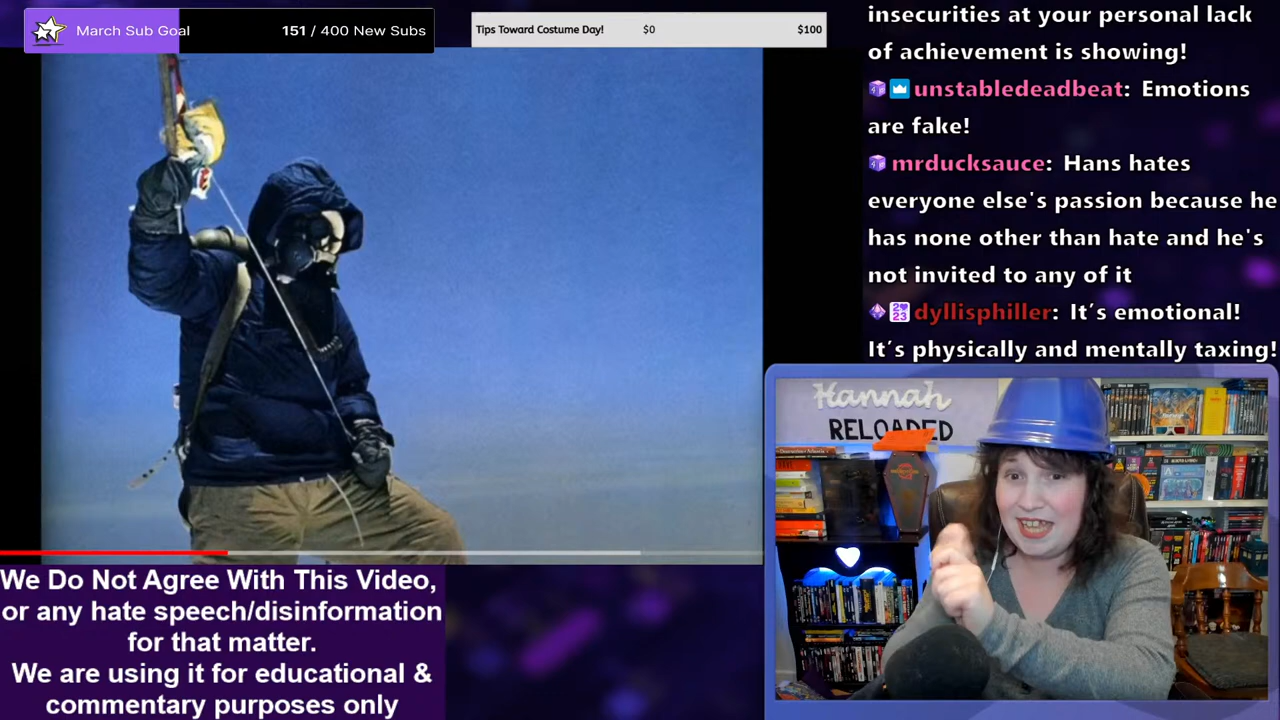 March Sub Goal
151 / 400 New Subs
Tips Toward Costume Day!
$0
$100
insecurities at your personal lack
of achievement is showing!
unstabledeadbeat: Emotions
are fake!
mrducksauce: Hans hates
everyone else's passion because he
has none other than hate and he's
not invited to any of it
dyllisphiller: It's emotional!
It's physically and mentally taxing!
Hannah
RELOADED
We Do Not Agree With This Video,
or any hate speech/disinformation
for that matter.
We are using it for educational &
commentary purposes only